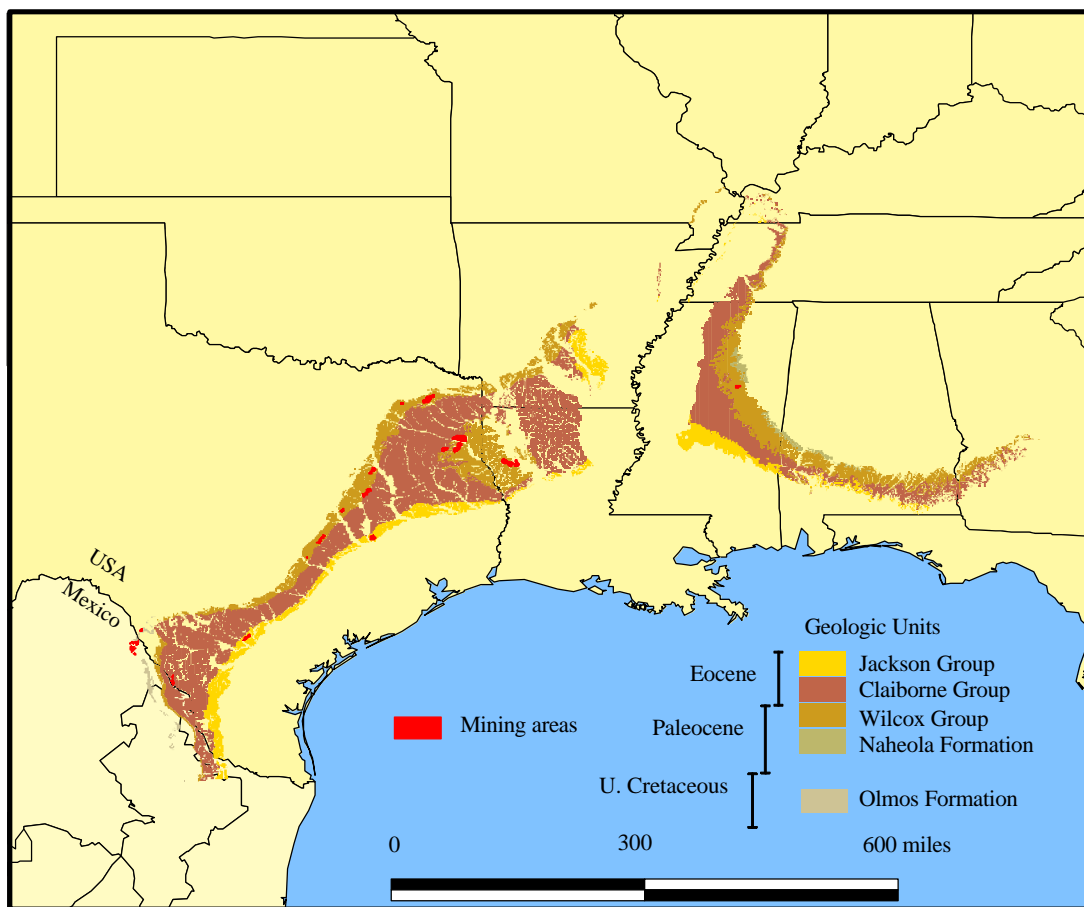 USA
Mexico
Geologic Units
Eocene
Jackson Group
Claiborne Group
Paleocene
Wilcox Group
Naheola Formation
Mining areas
U. Cretaceous
Olmos Formation
0 300 600 miles